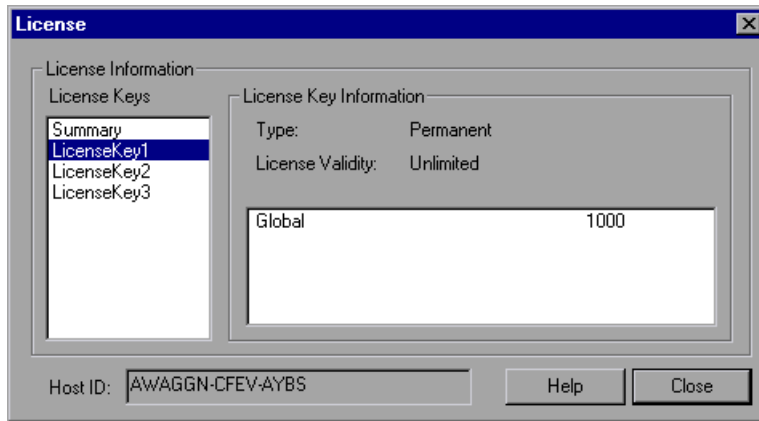 License
License Information
License Keys
Summary
LicenseKey1
LicenseKey2
LicenseKey3
License Key Information
Type: Permanent
License Validity: Unlimited
Global 1000
Host ID: AWAGGN-CFEV-AYBS
Help Close